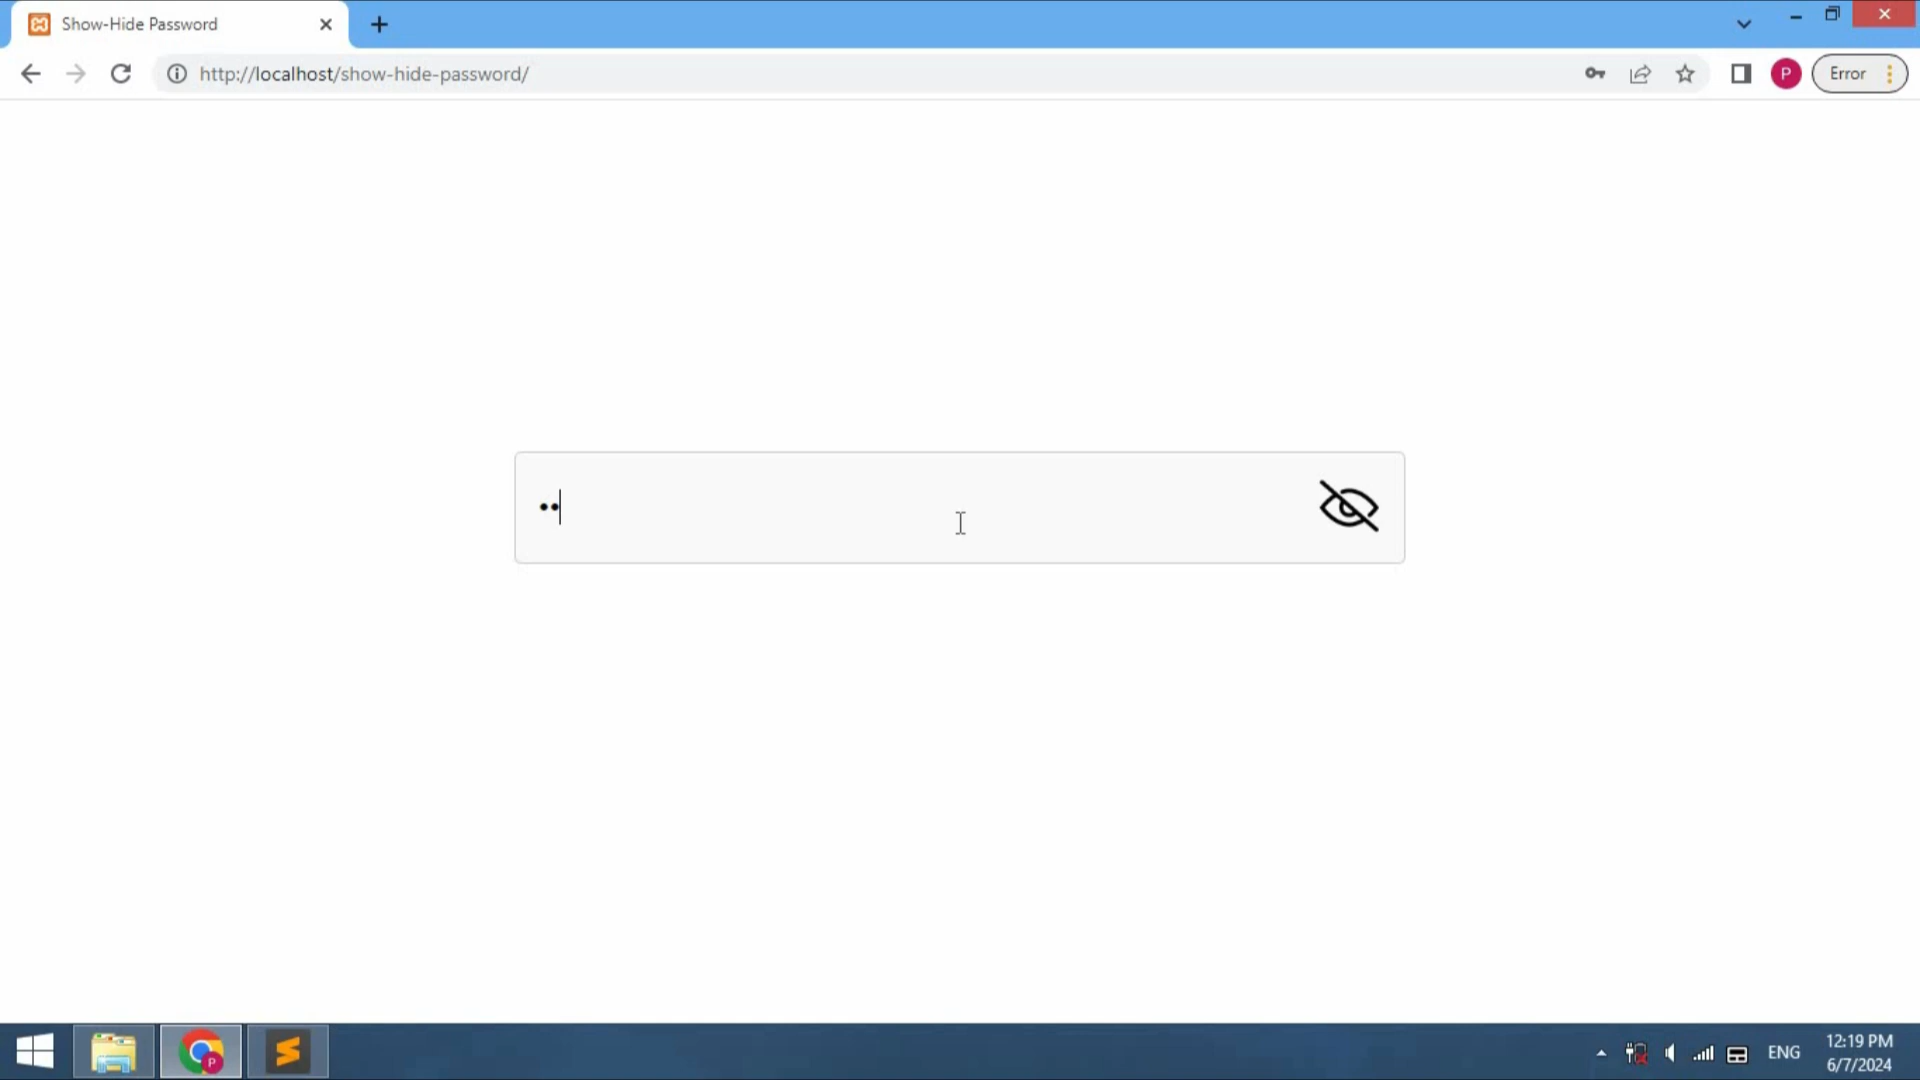 Show-Hide Password
http://localhost/show-hide-password/
P
Error
••
P
ENG
12:19 PM
6/7/2024